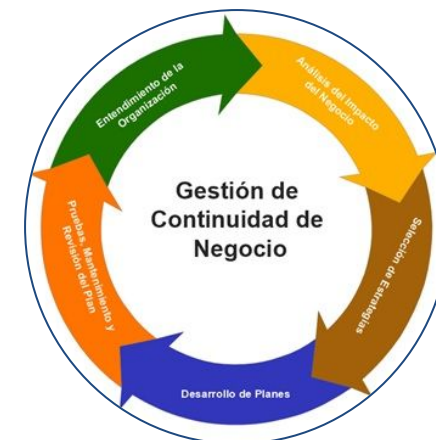 Entendimiento de la
Organización
Análisis del Impacto
del Negocio
Gestión de
Continuidad de
Negocio
Selección de Estrategias
Pruebas, Mantenimiento y
Revisión del Plan
Desarrollo de Planes